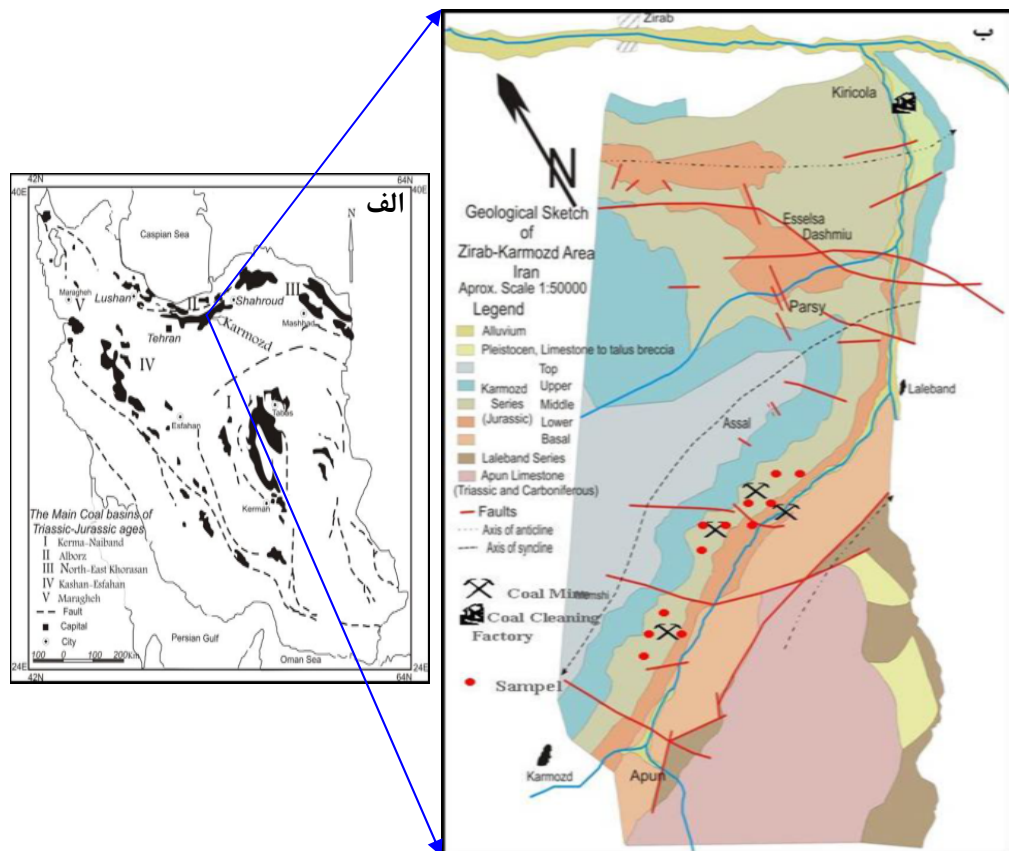 الف
42N
64N
40E
40E
Caspian Sea
N
Maragheh
Lushan
V
II
Shahroud
III
Mashhad
Tehran
Karmozd
IV
I
Tabas
Esfahan
Kerman
The Main Coal basins of
Triassic-Jurassic ages
I Kerma-Naiband
II Alborz
III North-East Khorasan
IV Kashan-Esfahan
V Maragheh
Fault
Capital
City
Persian Gulf
Oman Sea
100 0 100 200Km
24E
24E
42N
64N
ب
Zirab
Kiricola
N
Geological Sketch
of
Zirab-Karmozd Area
Iran
Aprox. Scale 1:50000
Legend
Alluvium
Pleistocen, Limestone to talus breccia
Top
Karmozd Upper
Series Middle
(Jurassic) Lower
Basal
Laleband Series
Apun Limestone
(Triassic and Carboniferous)
Faults
Axis of anticline
Axis of syncline
Coal Mine
Coal Cleaning
Factory
Sampel
Esselsa
Dashmiu
Parsy
Laleband
Assal
Karmozd
Apun